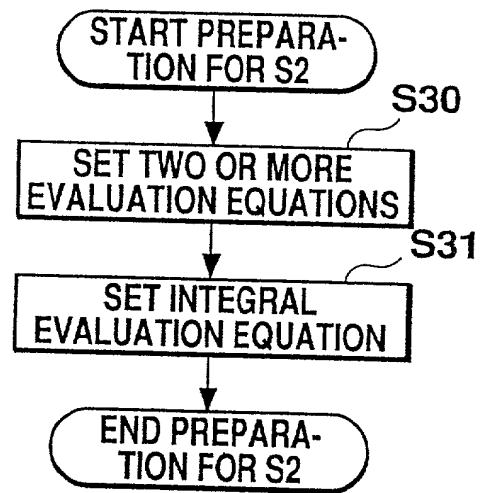 START PREPARA-
TION FOR S2
S30
SET TWO OR MORE
EVALUATION EQUATIONS
S31
SET INTEGRAL
EVALUATION EQUATION
END PREPARA-
TION FOR S2